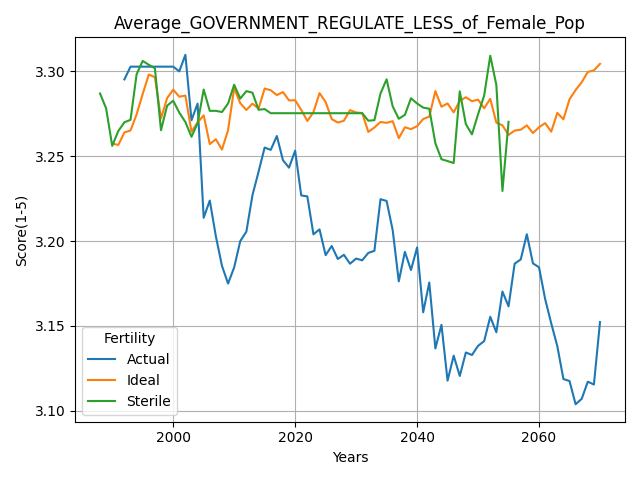 Average_GOVERNMENT_REGULATE_LESS_of_Female_Pop
3.30
3.25
3.20
3.15
3.10
Score(1-5)
Fertility
Actual
Ideal
Sterile
2000
2020
2040
2060
Years